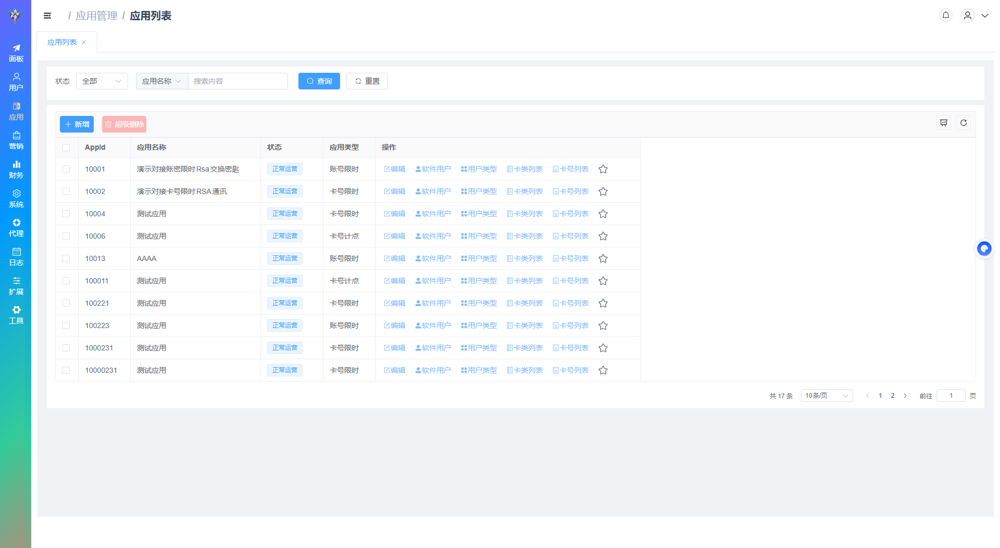 / 应用管理 / 应用列表
应用列表
面板
用户
应用
营销
财务
系统
代理
日志
扩展
工具
状态 全部 应用名称 搜索内容 查询 重置
新增 超级删除
AppId 应用名称 状态 应用类型 操作
10001 演示对接账密限时Rsa交换密匙 正常运营 账号限时 编辑 软件用户 用户类型 卡类列表 卡号列表
10002 演示对接卡号限时RSA通讯 正常运营 卡号限时 编辑 软件用户 用户类型 卡类列表 卡号列表
10004 测试应用 正常运营 卡号限时 编辑 软件用户 用户类型 卡类列表 卡号列表
10006 测试应用 正常运营 卡号计点 编辑 软件用户 用户类型 卡类列表 卡号列表
10013 AAAA 正常运营 账号限时 编辑 软件用户 用户类型 卡类列表 卡号列表
100011 测试应用 正常运营 卡号计点 编辑 软件用户 用户类型 卡类列表 卡号列表
100221 测试应用 正常运营 卡号限时 编辑 软件用户 用户类型 卡类列表 卡号列表
100223 测试应用 正常运营 账号限时 编辑 软件用户 用户类型 卡类列表 卡号列表
1000231 测试应用 正常运营 卡号限时 编辑 软件用户 用户类型 卡类列表 卡号列表
10000231 测试应用 正常运营 卡号限时 编辑 软件用户 用户类型 卡类列表 卡号列表
共 17 条 10条/页 1 2 前往 1 页